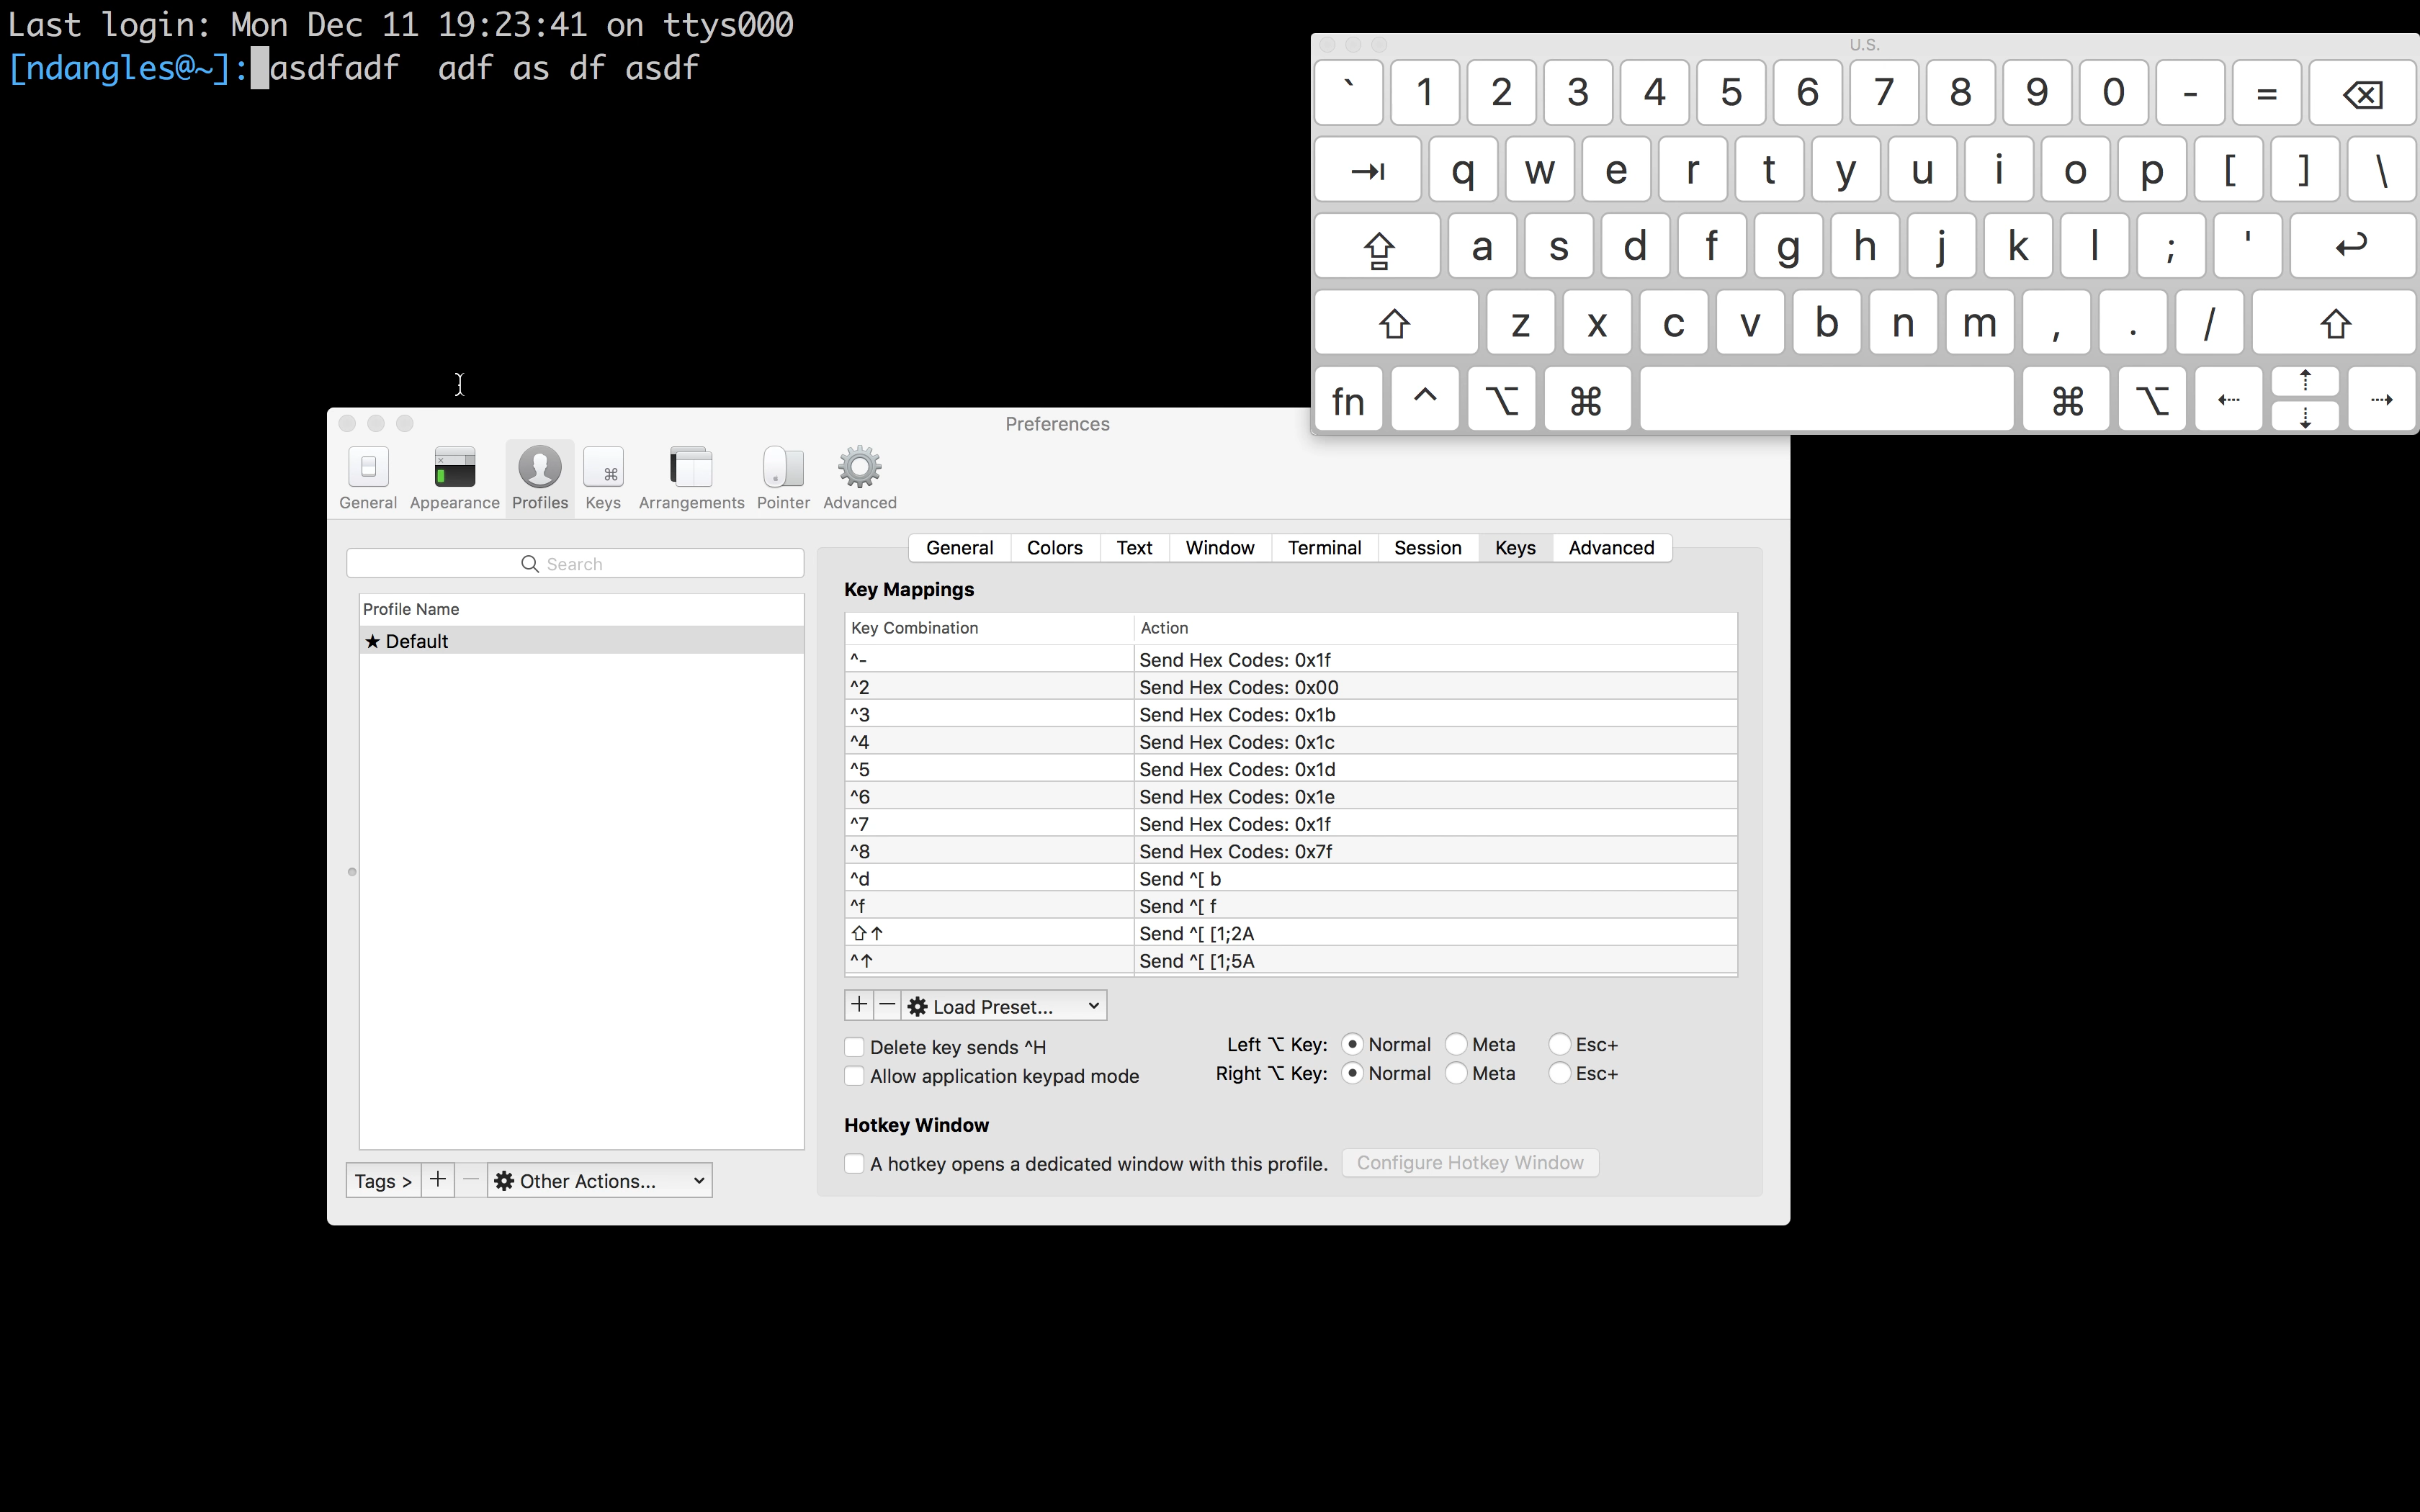 Last login: Mon Dec 11 19:23:41 on ttys000
[ndangles@~]: asdfadf  adf as df asdf
U.S.
` 1 2 3 4 5 6 7 8 9 0 - = ⌫
⇥ q w e r t y u i o p [ ] \
⇪ a s d f g h j k l ; ' ↩
⇧ z x c v b n m , . / ⇧
fn ^ ⌥ ⌘ ⌘ ⌥ ⇠ ⇡ ⇣ ⇢
Preferences
General Appearance Profiles Keys Arrangements Pointer Advanced
Search
General Colors Text Window Terminal Session Keys Advanced
Profile Name
★ Default
Key Mappings
Key Combination Action
^- Send Hex Codes: 0x1f
^2 Send Hex Codes: 0x00
^3 Send Hex Codes: 0x1b
^4 Send Hex Codes: 0x1c
^5 Send Hex Codes: 0x1d
^6 Send Hex Codes: 0x1e
^7 Send Hex Codes: 0x1f
^8 Send Hex Codes: 0x7f
^d Send ^[ b
^f Send ^[ f
⇧↑ Send ^[ [1;2A
^↑ Send ^[ [1;5A
+ − Load Preset...
Delete key sends ^H
Allow application keypad mode
Left ⌥ Key: Normal Meta Esc+
Right ⌥ Key: Normal Meta Esc+
Hotkey Window
A hotkey opens a dedicated window with this profile. Configure Hotkey Window
Tags > + − Other Actions...